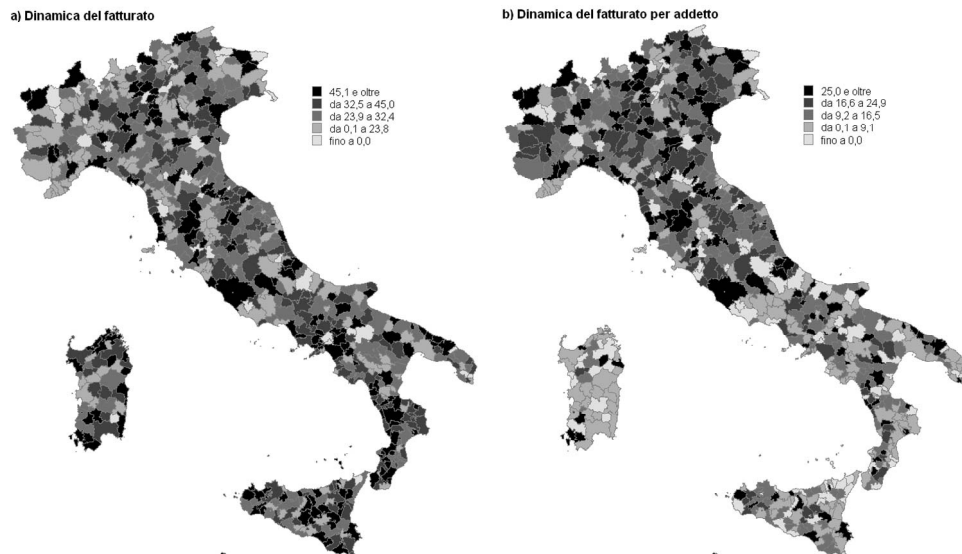 a) Dinamica del fatturato
45,1 e oltre
da 32,5 a 45,0
da 23,9 a 32,4
da 0,1 a 23,8
fino a 0,0
b) Dinamica del fatturato per addetto
25,0 e oltre
da 16,6 a 24,9
da 9,2 a 16,5
da 0,1 a 9,1
fino a 0,0